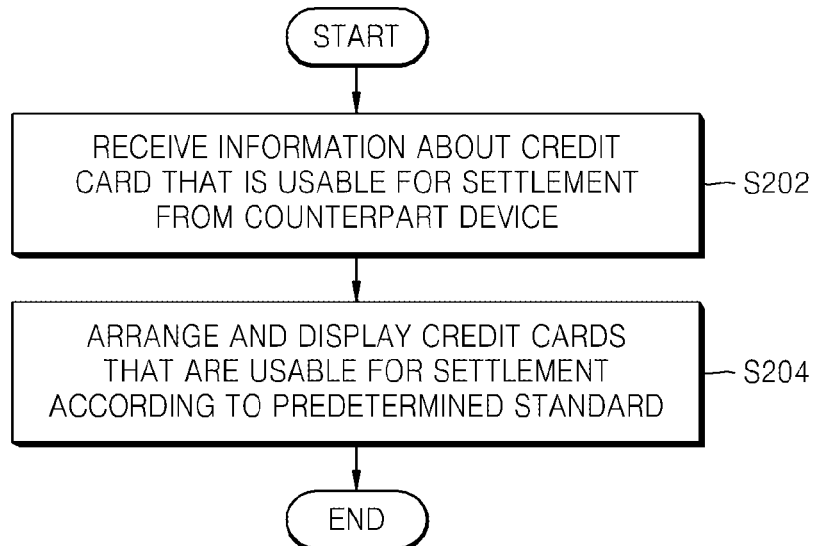 START
RECEIVE INFORMATION ABOUT CREDIT
CARD THAT IS USABLE FOR SETTLEMENT
FROM COUNTERPART DEVICE
S202
ARRANGE AND DISPLAY CREDIT CARDS
THAT ARE USABLE FOR SETTLEMENT
ACCORDING TO PREDETERMINED STANDARD
S204
END